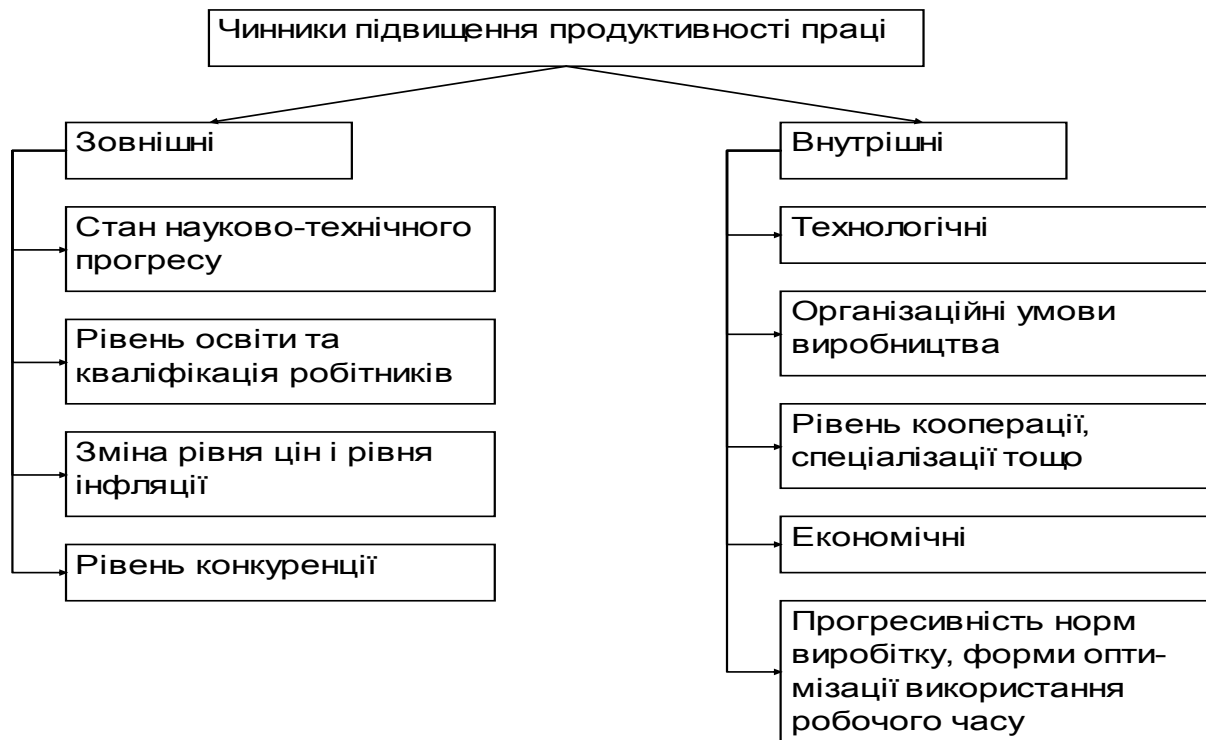 Чинники підвищення продуктивності праці
Зовнішні
Стан науково-технічного
прогресу
Рівень освіти та
кваліфікація робітників
Зміна рівня цін і рівня
інфляції
Рівень конкуренції
Внутрішні
Технологічні
Організаційні умови
виробництва
Рівень кооперації,
спеціалізації тощо
Економічні
Прогресивність норм
виробітку, форми опти-
мізації використання
робочого часу